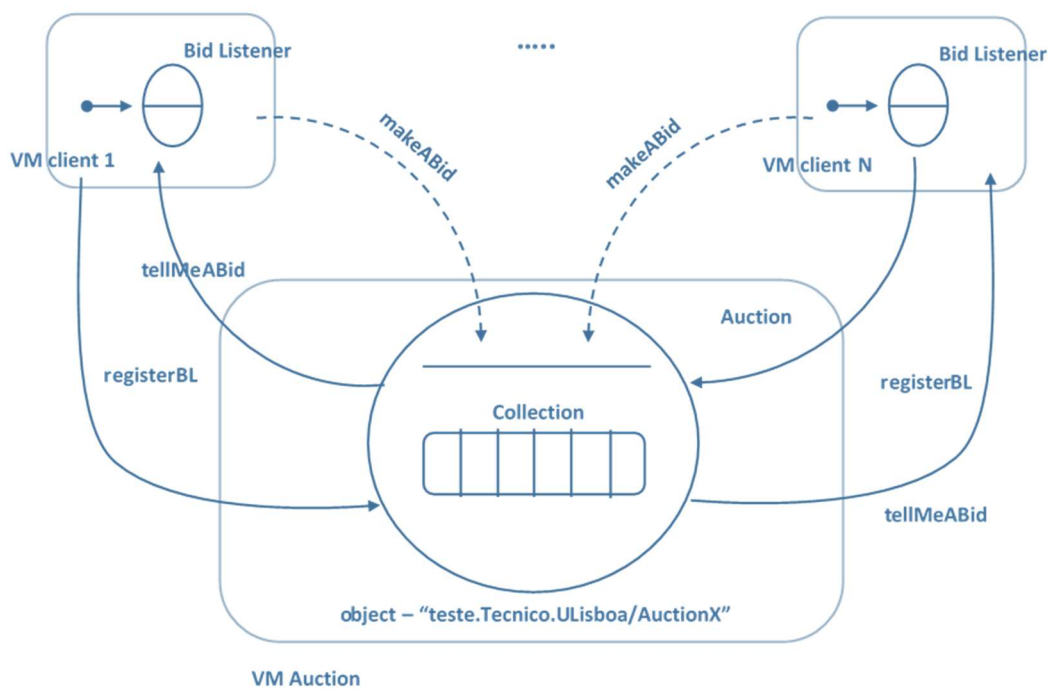 Bid Listener
.....
Bid Listener
makeABid
makeABid
VM client 1
VM client N
tellMeABid
Auction
registerBL
registerBL
Collection
tellMeABid
object – “teste.Tecnico.ULisboa/AuctionX”
VM Auction